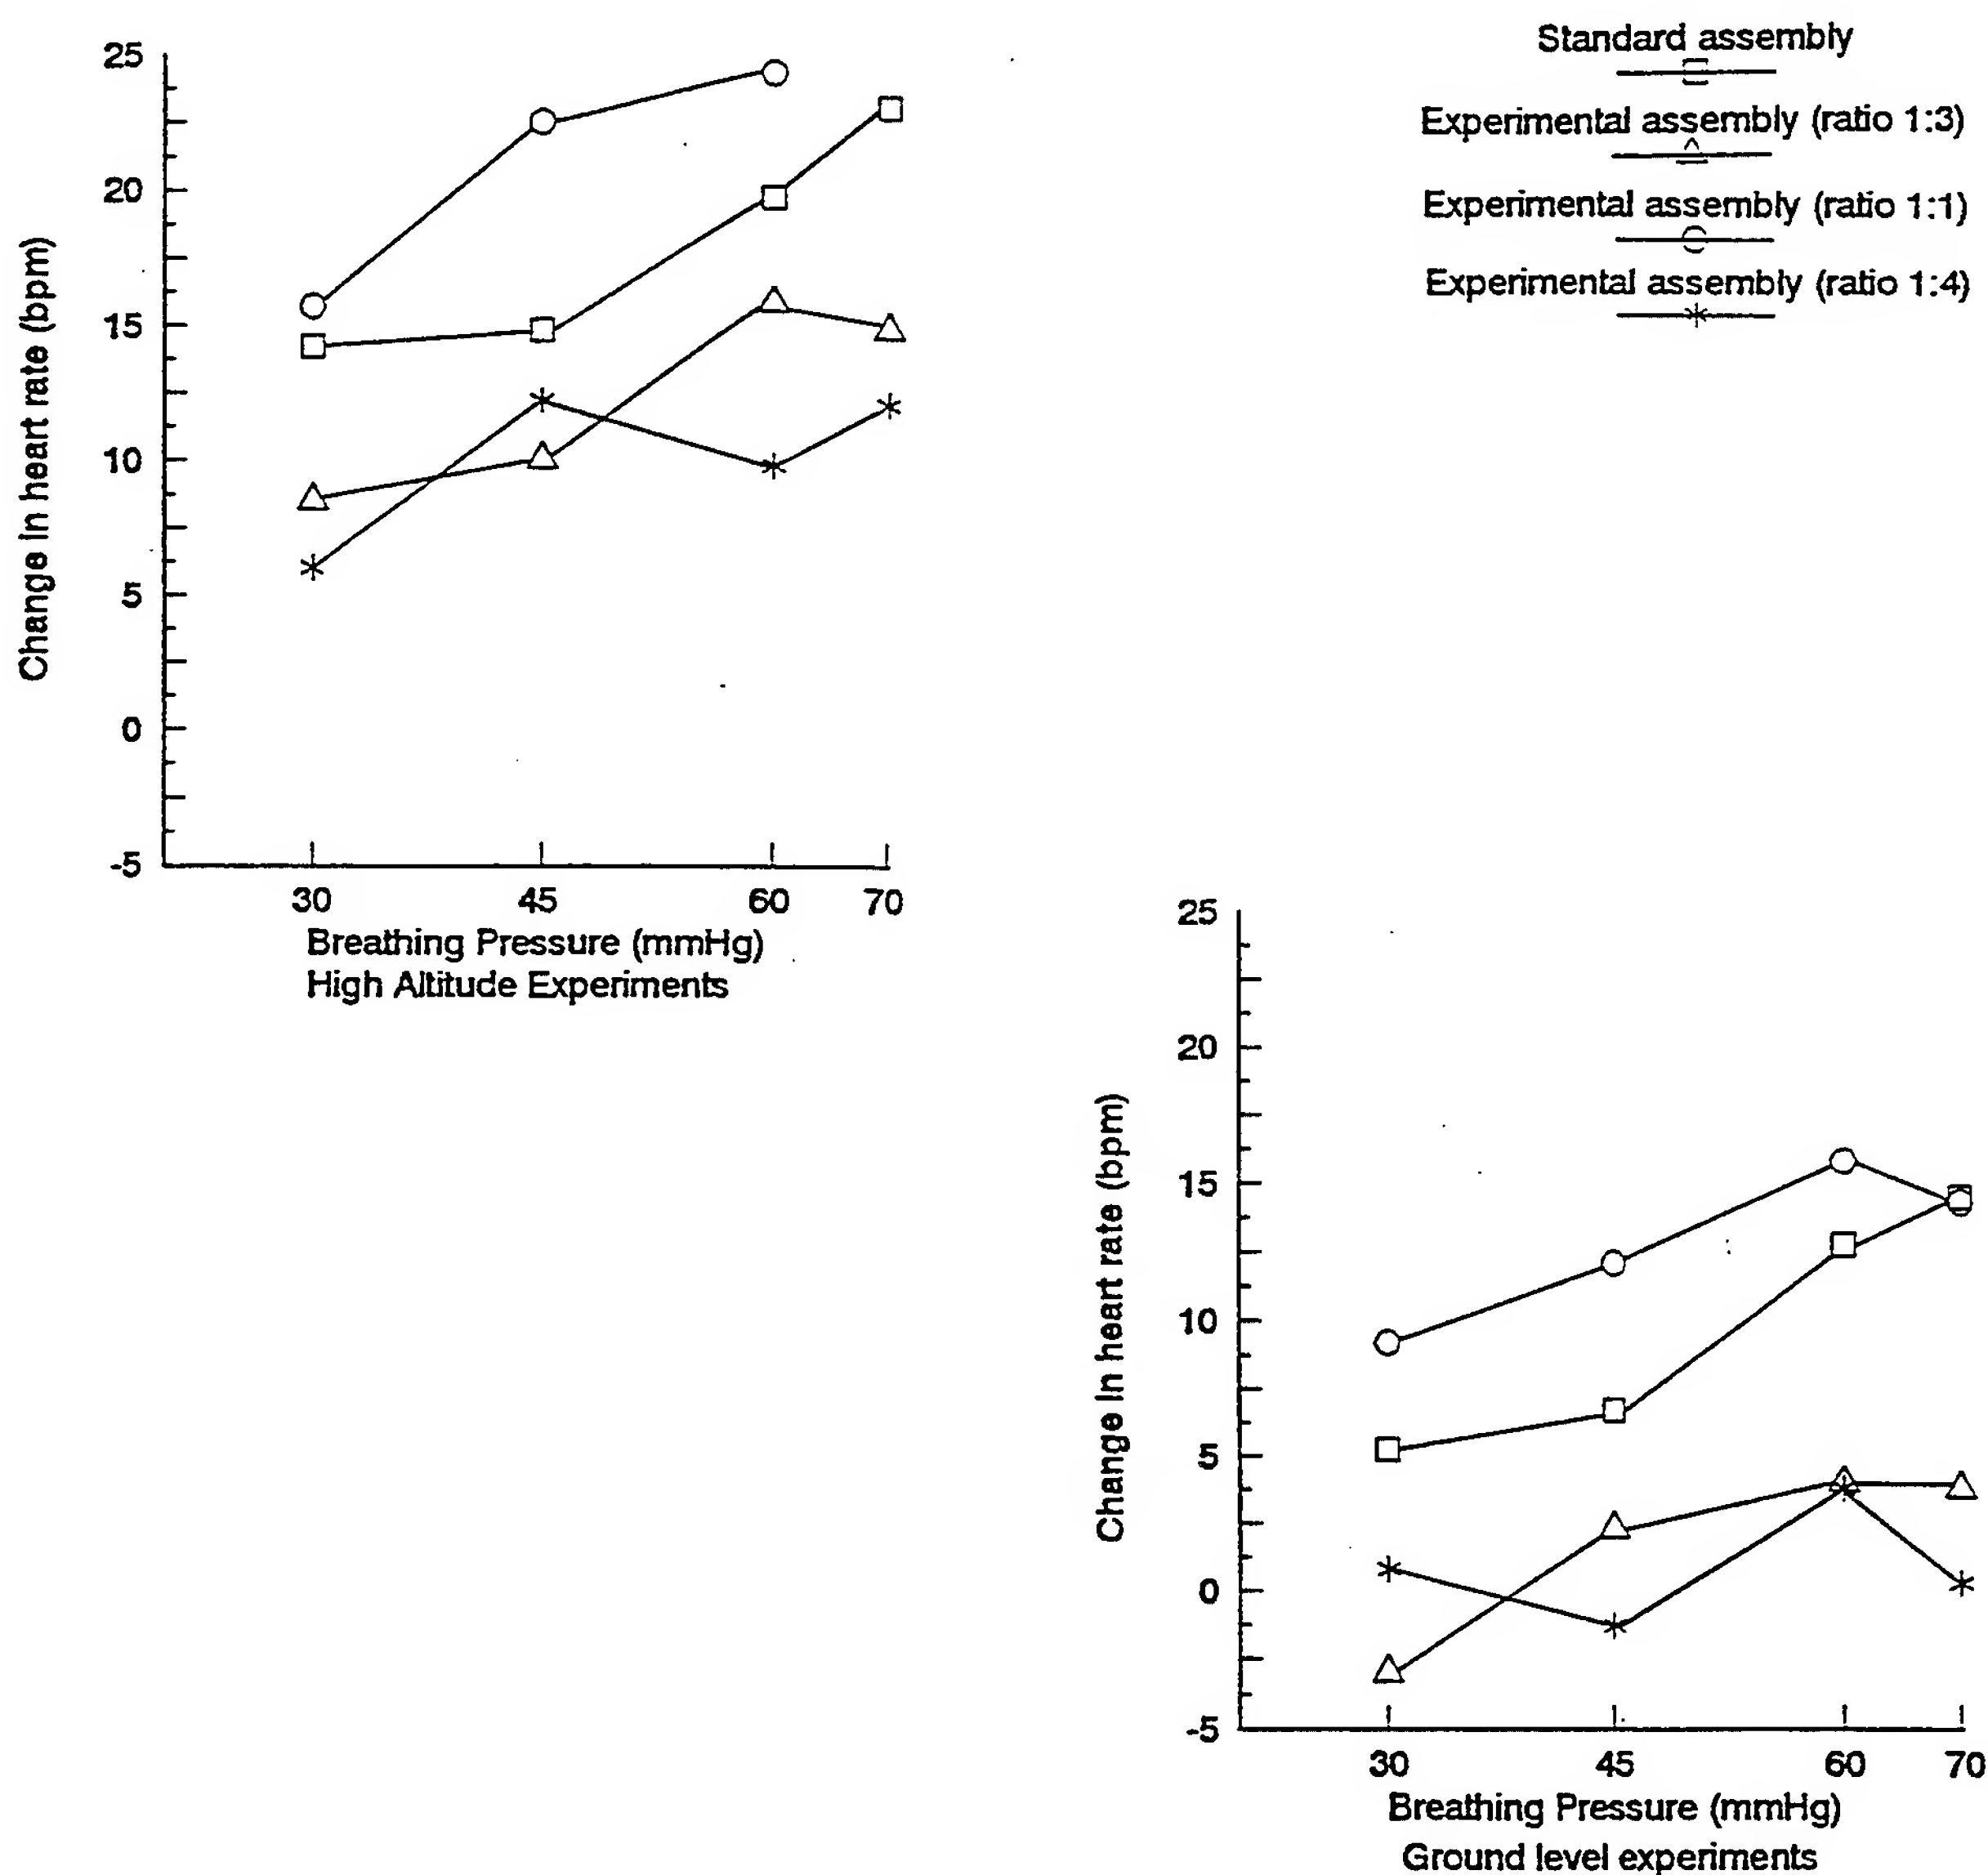 Standard assembly
Experimental assembly (ratio 1:3)
Experimental assembly (ratio 1:1)
Experimental assembly (ratio 1:4)
Change in heart rate (bpm)
25
20
15
10
5
0
-5
30 45 60 70
Breathing Pressure (mmHg)
High Altitude Experiments
Change in heart rate (bpm)
25
20
15
10
5
0
-5
30 45 60 70
Breathing Pressure (mmHg)
Ground level experiments